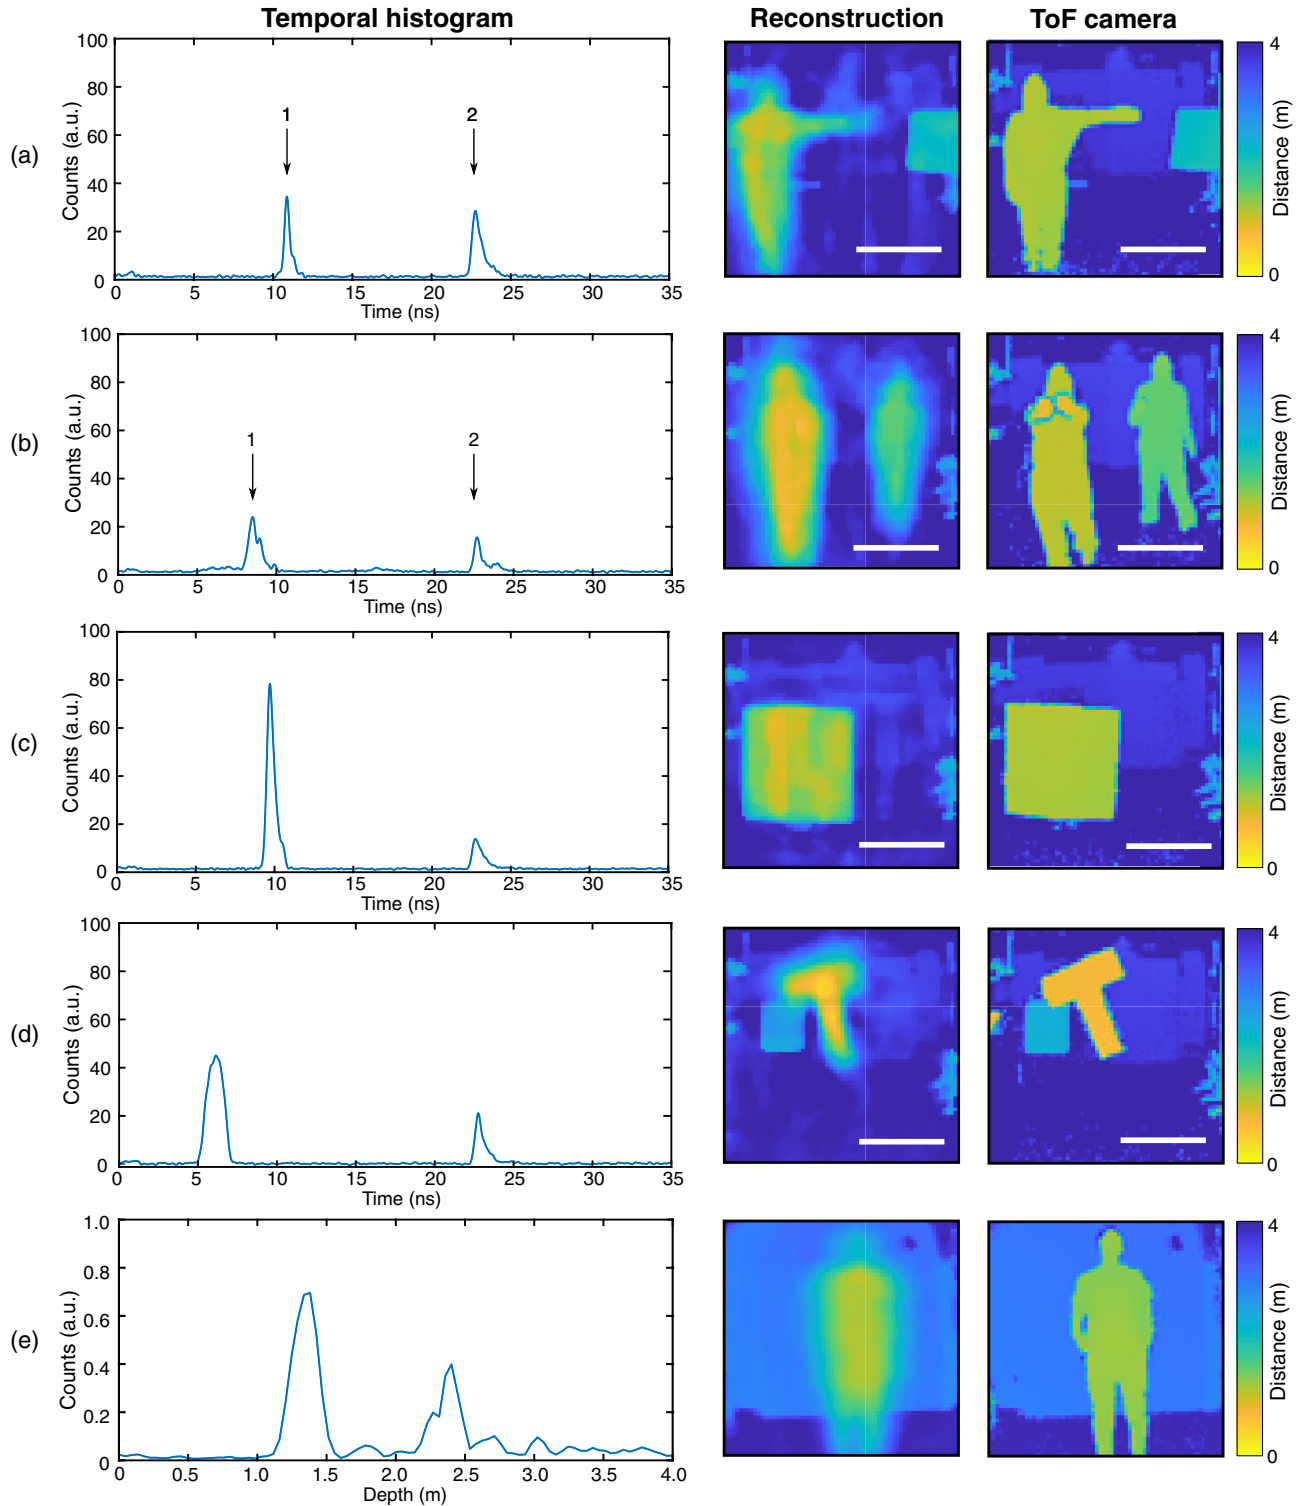 Temporal histogram Reconstruction ToF camera
(a)
Counts (a.u.)
100
80
60
40
20
0
1 2
0 5 10 15 20 25 30 35
Time (ns)
4
Distance (m)
0
(b)
Counts (a.u.)
100
80
60
40
20
0
1 2
0 5 10 15 20 25 30 35
Time (ns)
4
Distance (m)
0
(c)
Counts (a.u.)
100
80
60
40
20
0
0 5 10 15 20 25 30 35
Time (ns)
4
Distance (m)
0
(d)
Counts (a.u.)
100
80
60
40
20
0
0 5 10 15 20 25 30 35
Time (ns)
4
Distance (m)
0
(e)
Counts (a.u.)
1.0
0.8
0.6
0.4
0.2
0
0 0.5 1.0 1.5 2.0 2.5 3.0 3.5 4.0
Depth (m)
4
Distance (m)
0